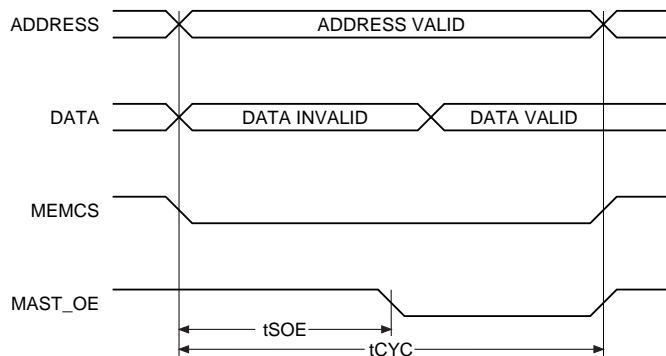 ADDRESS
ADDRESS VALID
DATA
DATA INVALID
DATA VALID
MEMCS
MAST_OE
tSOE
tCYC